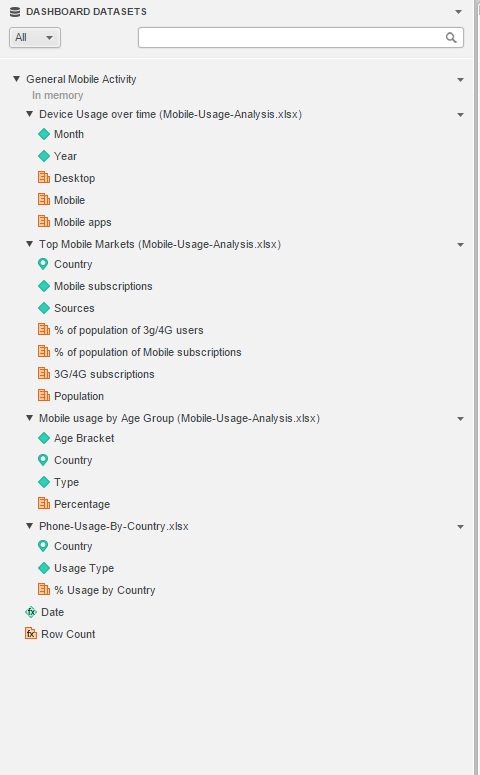 DASHBOARD DATASETS
All
General Mobile Activity
In memory
Device Usage over time (Mobile-Usage-Analysis.xlsx)
Month
Year
Desktop
Mobile
Mobile apps
Top Mobile Markets (Mobile-Usage-Analysis.xlsx)
Country
Mobile subscriptions
Sources
% of population of 3g/4G users
% of population of Mobile subscriptions
3G/4G subscriptions
Population
Mobile usage by Age Group (Mobile-Usage-Analysis.xlsx)
Age Bracket
Country
Type
Percentage
Phone-Usage-By-Country.xlsx
Country
Usage Type
% Usage by Country
fx Date
fx Row Count